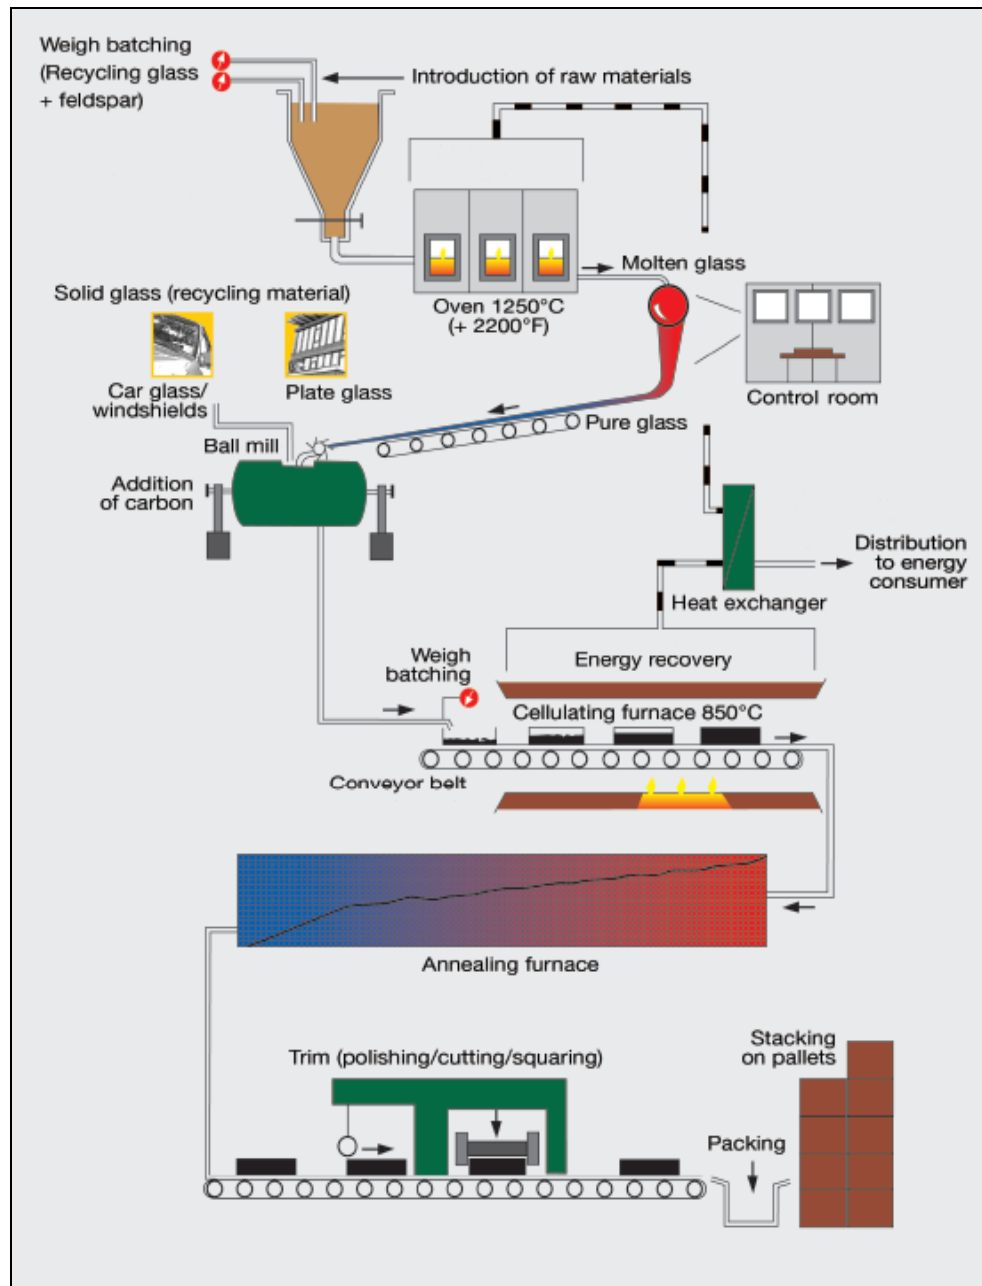 Weigh batching
(Recycling glass
+ feldspar)
Introduction of raw materials
Molten glass
Oven 1250°C
(+ 2200°F)
Solid glass (recycling material)
Car glass/
windshields
Plate glass
Control room
Pure glass
Ball mill
Addition
of carbon
Distribution
to energy
consumer
Heat exchanger
Weigh
batching
Energy recovery
Cellulating furnace 850°C
Conveyor belt
Annealing furnace
Trim (polishing/cutting/squaring)
Stacking
on pallets
Packing